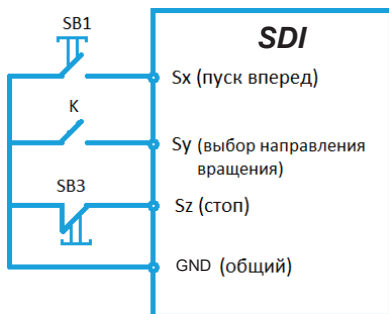 SB1
SDI
Sx (пуск вперед)
K
Sy (выбор направления
вращения)
SB3
Sz (стоп)
GND (общий)